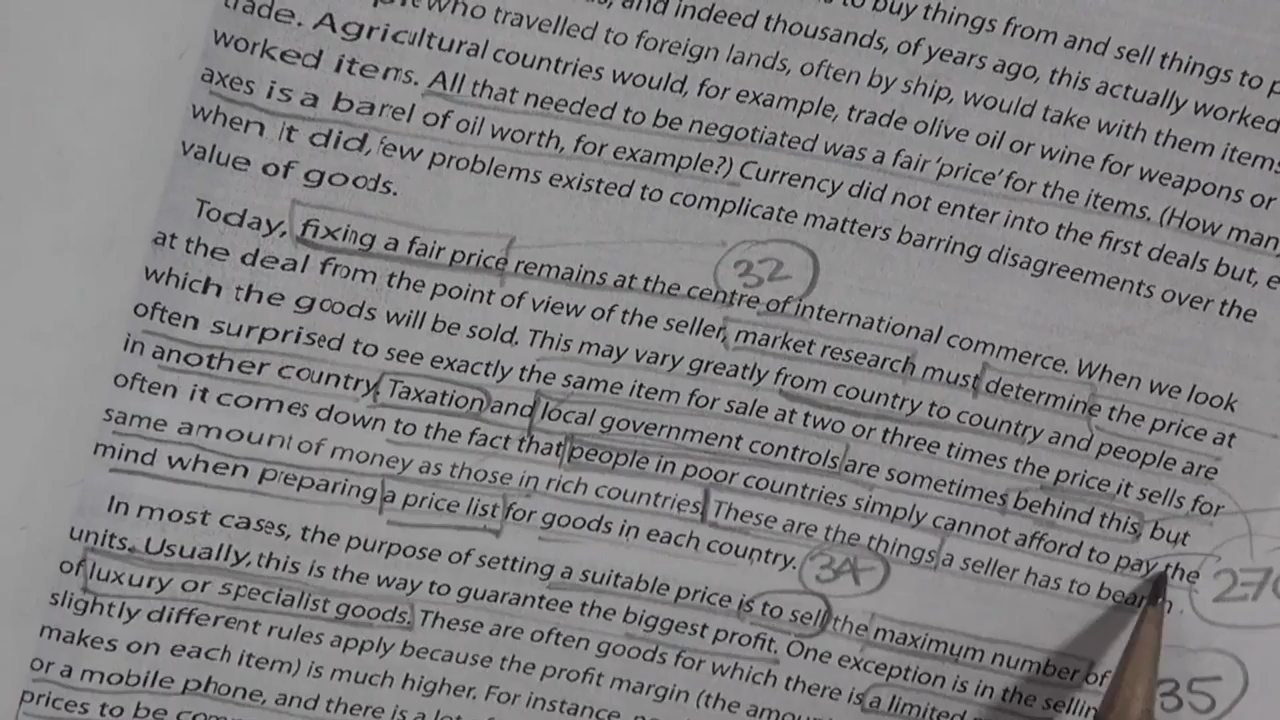 to buy things from and sell things to
and indeed thousands, of years ago, this actually worked
who travelled to foreign lands, often by ship, would take with them items
trade. Agricultural countries would, for example, trade olive oil or wine for weapons or
worked items. All that needed to be negotiated was a fair 'price' for the items. (How man
axes is a barel of oil worth, for example?) Currency did not enter into the first deals but, e
when it did, few problems existed to complicate matters barring disagreements over the
value of goods.
Today, fixing a fair price remains at the centre of international commerce. When we look
32
at the deal from the point of view of the seller, market research must determine the price at
which the goods will be sold. This may vary greatly from country to country and people are
often surprised to see exactly the same item for sale at two or three times the price it sells for
in another country. Taxation and local government controls are sometimes behind this, but
often it comes down to the fact that people in poor countries simply cannot afford to pay the
27
same amount of money as those in rich countries. These are the things a seller has to bear in
mind when preparing a price list for goods in each country.
34
In most cases, the purpose of setting a suitable price is to sell the maximum number of
35
units. Usually, this is the way to guarantee the biggest profit. One exception is in the sellin
of luxury or specialist goods. These are often goods for which there is a limited
slightly different rules apply because the profit margin (the amou
makes on each item) is much higher. For instance,
or a mobile phone, and there is a
prices to be